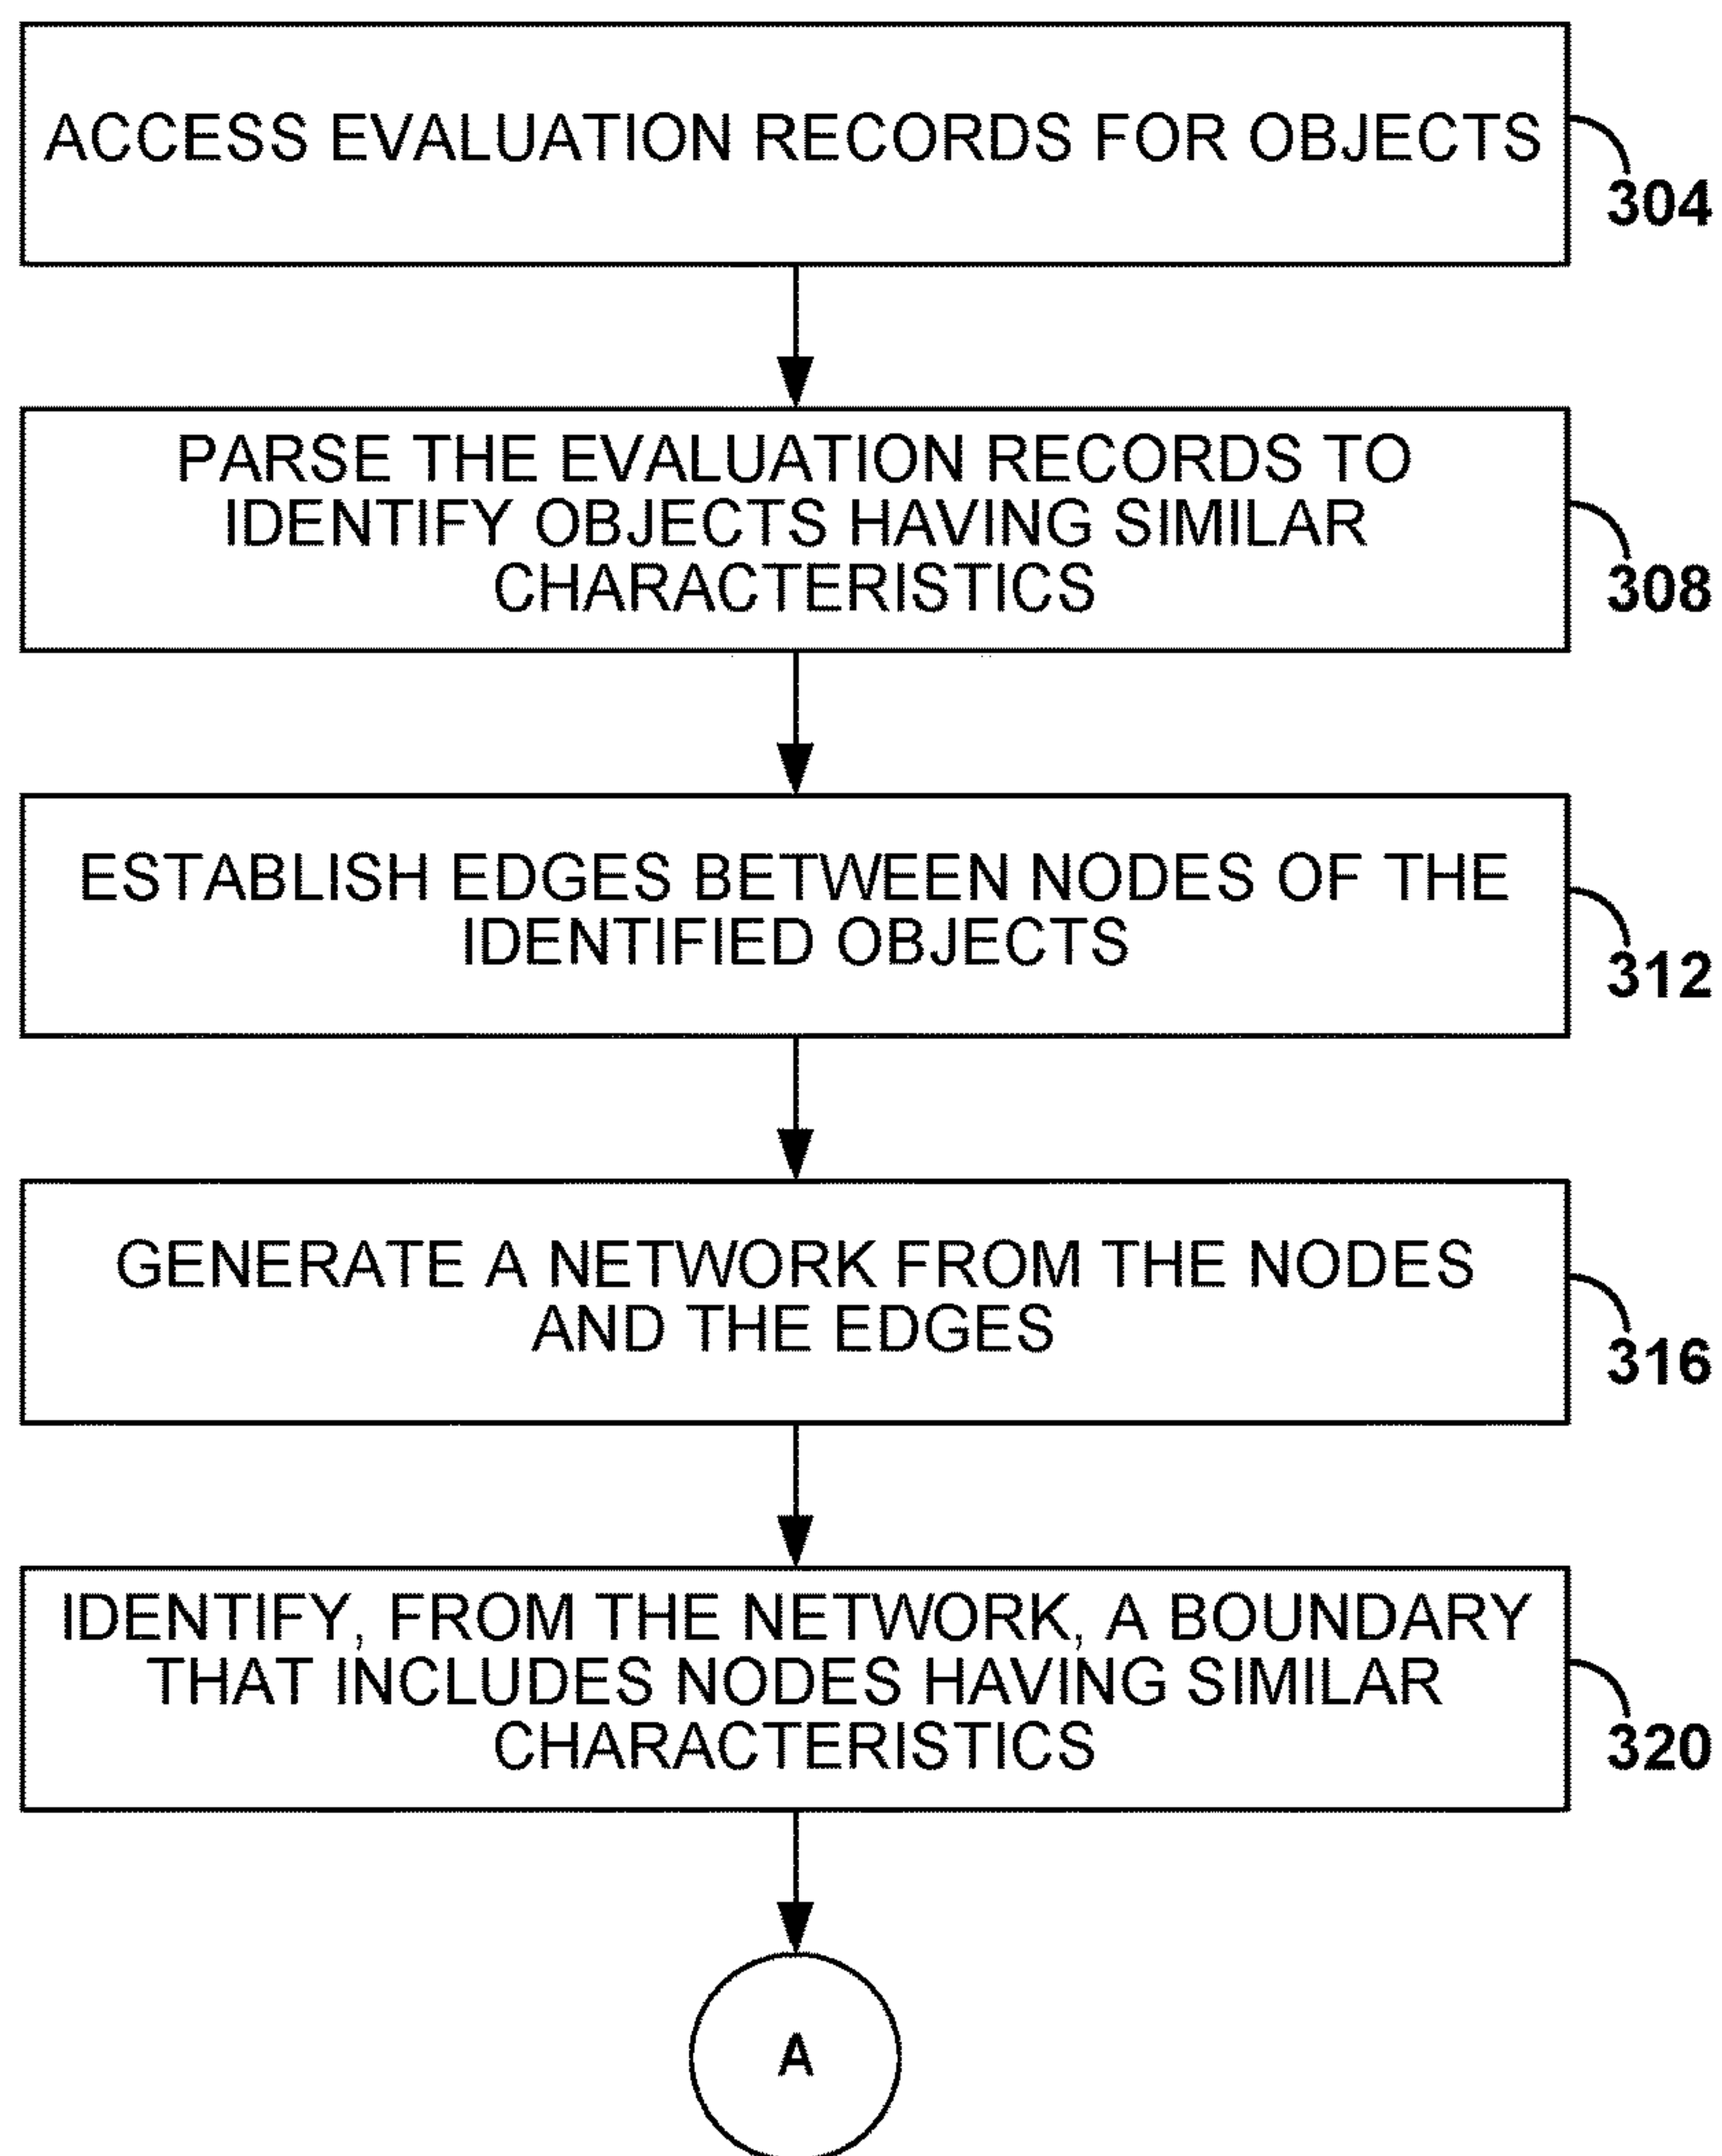 ACCESS EVALUATION RECORDS FOR OBJECTS
304
PARSE THE EVALUATION RECORDS TO
IDENTIFY OBJECTS HAVING SIMILAR
CHARACTERISTICS
308
ESTABLISH EDGES BETWEEN NODES OF THE
IDENTIFIED OBJECTS
312
GENERATE A NETWORK FROM THE NODES
AND THE EDGES
316
IDENTIFY, FROM THE NETWORK, A BOUNDARY
THAT INCLUDES NODES HAVING SIMILAR
CHARACTERISTICS
320
A